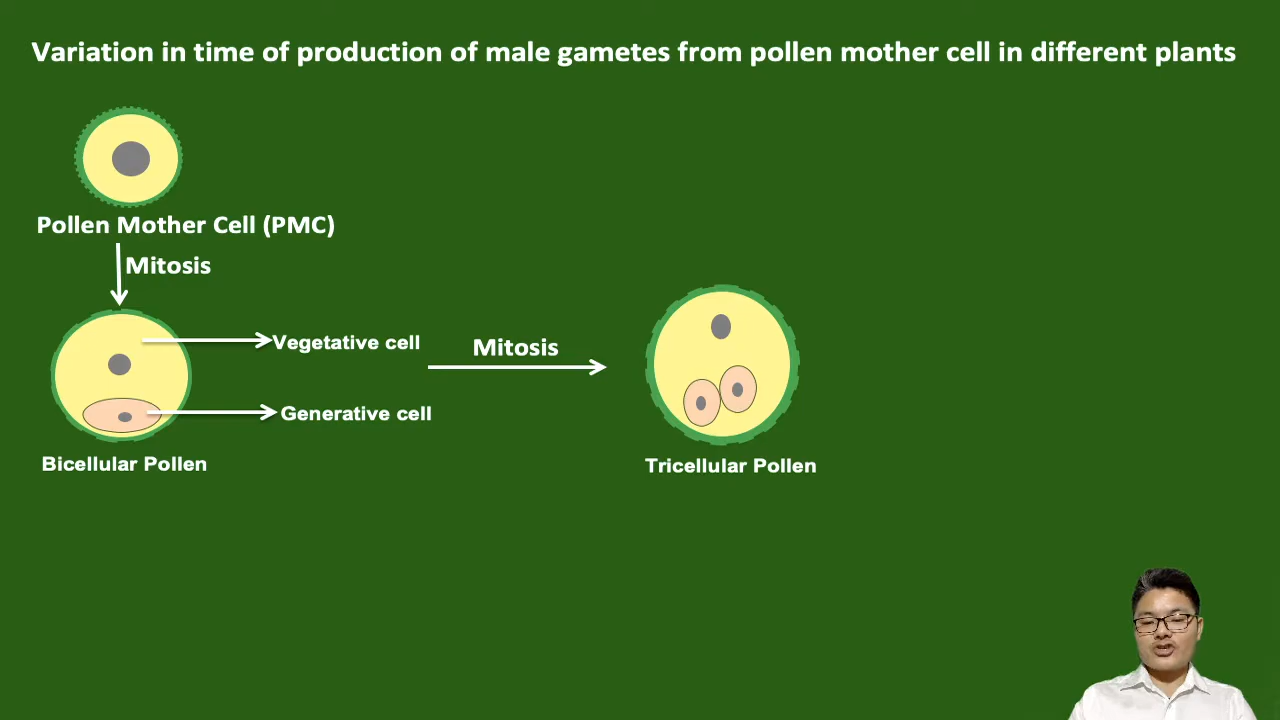 Variation in time of production of male gametes from pollen mother cell in different plants
Pollen Mother Cell (PMC)
Mitosis
Vegetative cell
Mitosis
Generative cell
Bicellular Pollen
Tricellular Pollen